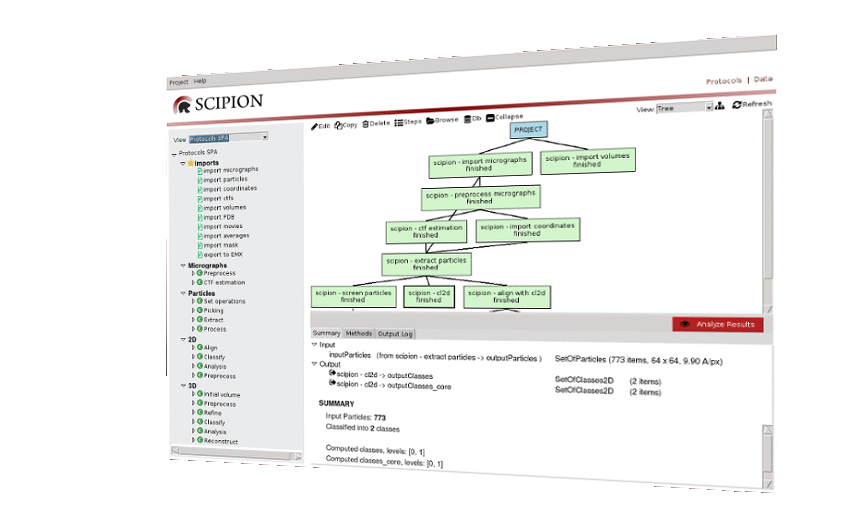 Project Help
Protocols | Data
SCIPION
View: Tree Refresh
Edit Copy Delete Steps Browse Db Collapse
View Protocols SPA
Protocols SPA
Imports
import micrographs
import particles
import coordinates
import ctfs
import volumes
import PDB
import movies
import averages
import mask
export to EMX
Micrographs
Preprocess
CTF estimation
Particles
Set operations
Picking
Extract
Process
2D
Align
Classify
Analysis
Preprocess
3D
Initial volume
Preprocess
Refine
Classify
Analysis
Reconstruct
PROJECT
scipion - import micrographs
finished
scipion - import volumes
finished
scipion - preprocess micrographs
finished
scipion - ctf estimation
finished
scipion - import coordinates
finished
scipion - extract particles
finished
scipion - screen particles
finished
scipion - cl2d
finished
scipion - align with cl2d
finished
Analyze Results
Summary Methods Output Log
Input
inputParticles (from scipion - extract particles -> outputParticles ) SetOfParticles (773 items, 64 x 64, 9.90 A/px)
Output
scipion - cl2d -> outputClasses SetOfClasses2D (2 items)
scipion - cl2d -> outputClasses_core SetOfClasses2D (2 items)
SUMMARY
Input Particles: 773
Classified into 2 classes
Computed classes, levels: [0, 1]
Computed classes_core, levels: [0, 1]